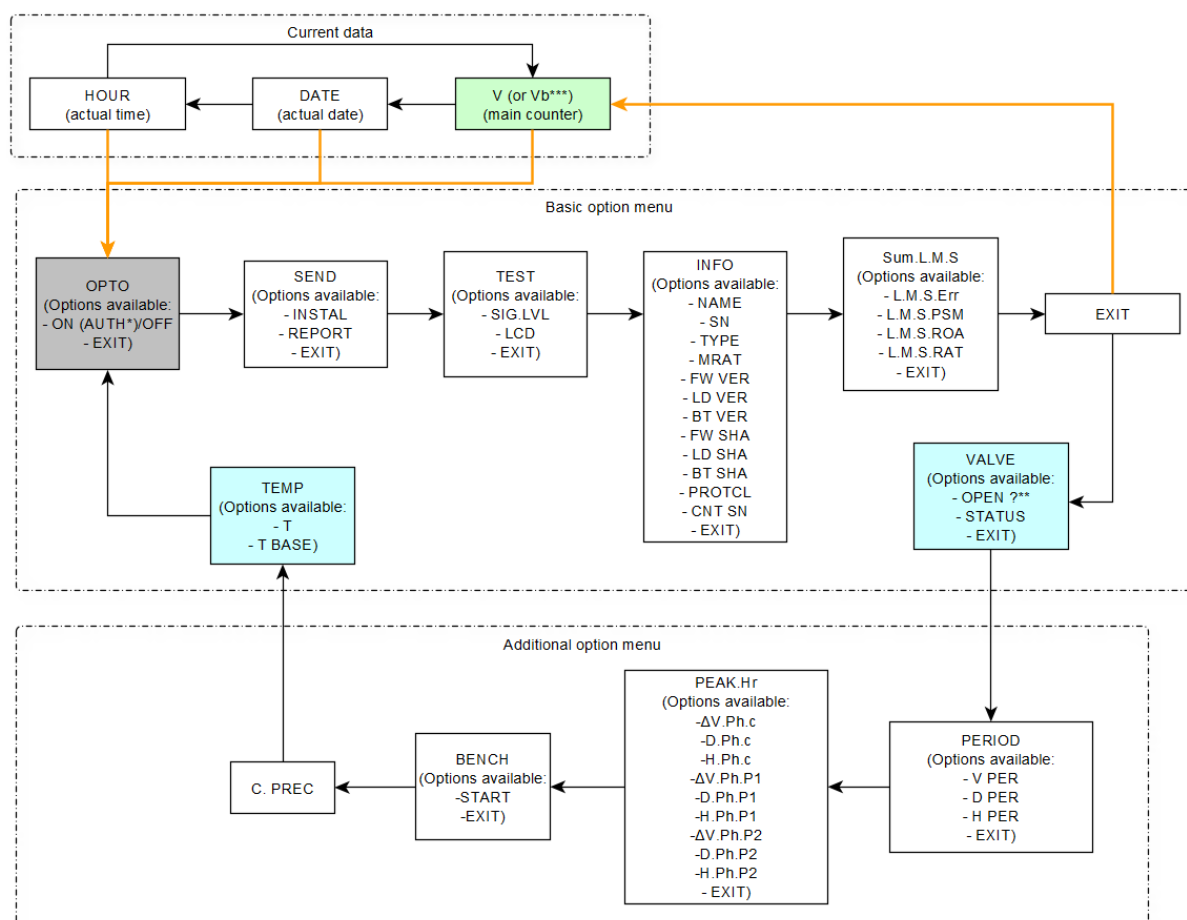 Current data
HOUR
(actual time)
DATE
(actual date)
V (or Vb***)
(main counter)
Basic option menu
OPTO
(Options available:
- ON (AUTH*)/OFF
- EXIT)
SEND
(Options available:
- INSTAL
- REPORT
- EXIT)
TEST
(Options available:
- SIG.LVL
- LCD
- EXIT)
INFO
(Options available:
- NAME
- SN
- TYPE
- MRAT
- FW VER
- LD VER
- BT VER
- FW SHA
- LD SHA
- BT SHA
- PROTCL
- CNT SN
- EXIT)
Sum.L.M.S
(Options available:
- L.M.S.Err
- L.M.S.PSM
- L.M.S.ROA
- L.M.S.RAT
- EXIT)
EXIT
TEMP
(Options available:
- T
- T BASE)
VALVE
(Options available:
- OPEN ?**
- STATUS
- EXIT)
Additional option menu
C. PREC
BENCH
(Options available:
-START
-EXIT)
PEAK.Hr
(Options available:
-ΔV.Ph.c
-D.Ph.c
-H.Ph.c
-ΔV.Ph.P1
-D.Ph.P1
-H.Ph.P1
-ΔV.Ph.P2
-D.Ph.P2
-H.Ph.P2
- EXIT)
PERIOD
(Options available:
- V PER
- D PER
- H PER
- EXIT)